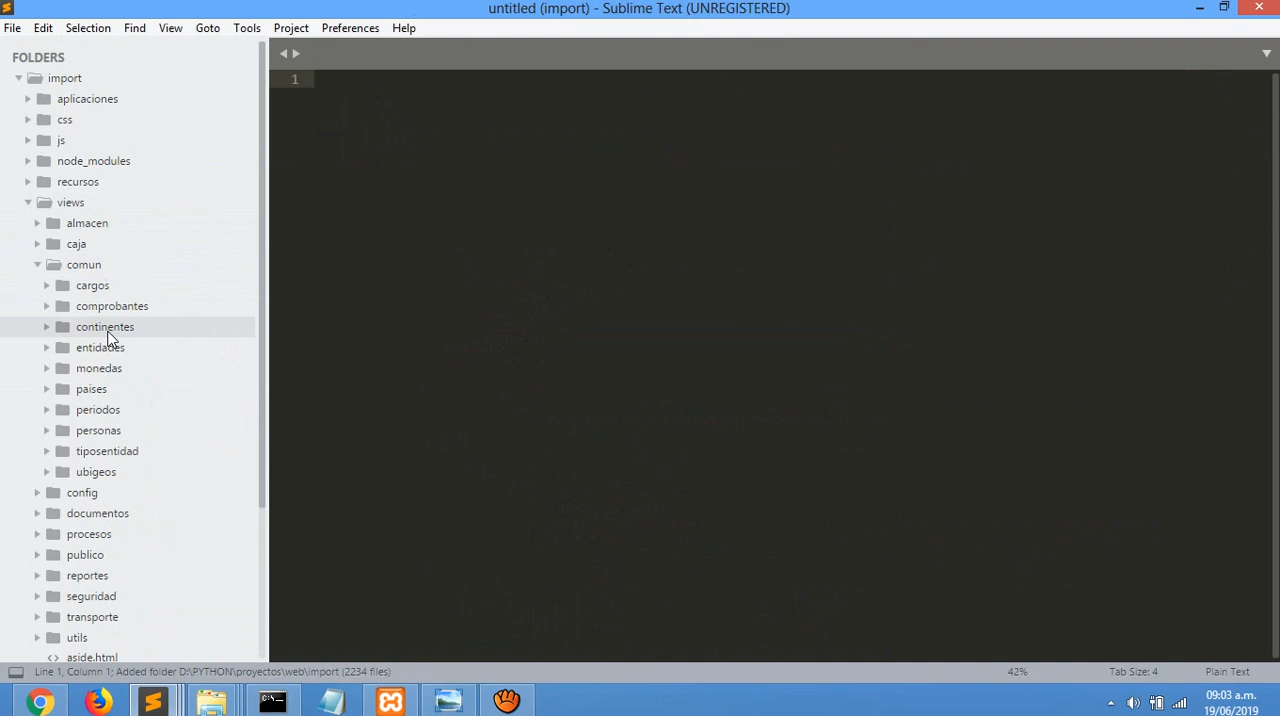 untitled (import) - Sublime Text (UNREGISTERED)
File Edit Selection Find View Goto Tools Project Preferences Help
FOLDERS
import
aplicaciones
css
js
node_modules
recursos
views
almacen
caja
comun
cargos
comprobantes
continentes
entidades
monedas
paises
periodos
personas
tiposentidad
ubigeos
config
documentos
procesos
publico
reportes
seguridad
transporte
utils
aside.html
1
Line 1, Column 1; Added folder D:\PYTHON\proyectos\web\import (2234 files) 42% Tab Size: 4 Plain Text
09:03 a.m.
19/06/2019